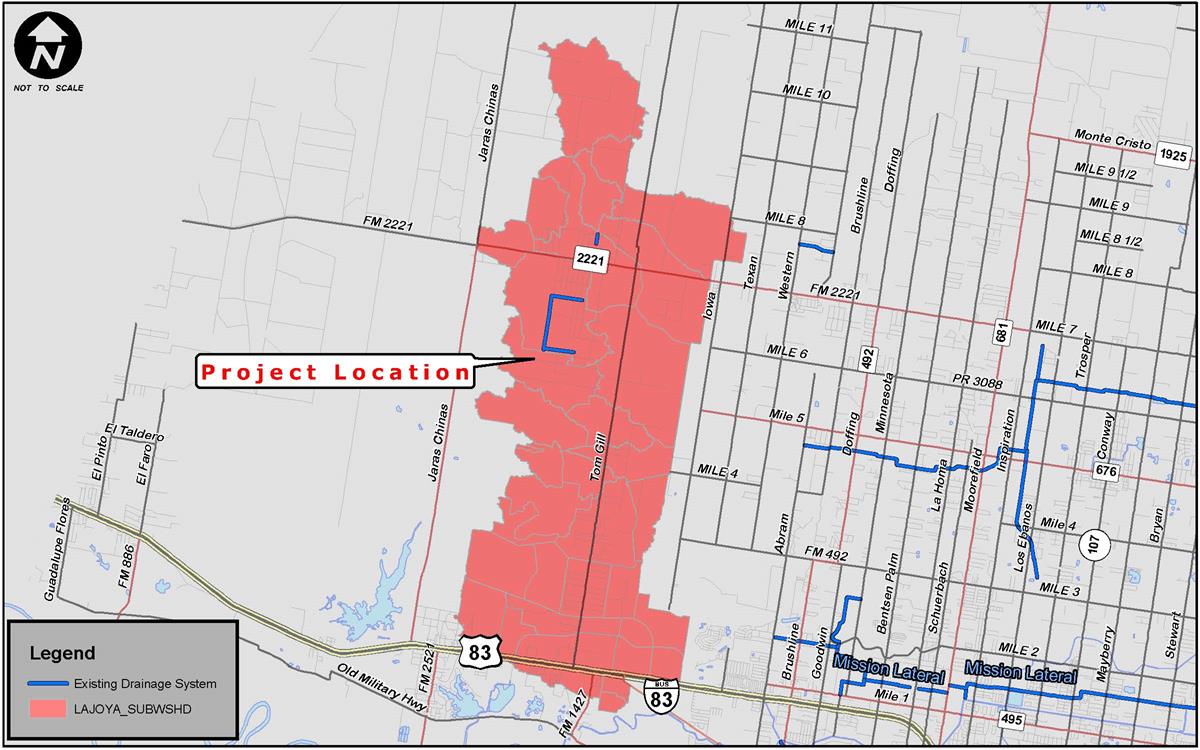 N
NOT TO SCALE
MILE 11
MILE 10
Jaras Chinas
Doffing
Brushline
Monte Cristo
1925
MILE 9 1/2
MILE 9
MILE 8 1/2
MILE 8
FM 2221
MILE 8
2221
Texan
Western
FM 2221
Iowa
681
MILE 7
Trosper
492
MILE 6
PR 3088
Minnesota
Project Location
Mile 5
Doffing
Inspiration
Conway
Jaras Chinas
Tom Gill
El Taldero
El Pinto
El Faro
MILE 4
La Homa
Moorefield
676
Guadalupe Flores
FM 886
Abram
FM 492
Los Ebanos
Mile 4
107
Bryan
MILE 3
Bentsen Palm
Schuerbach
Brushline
Goodwin
MILE 2
Mayberry
Stewart
83
FM 2521
Old Military Hwy
FM 1427
BUS
83
Mission Lateral
Mission Lateral
Mile 1
495
Legend
Existing Drainage System
LAJOYA_SUBWSHD